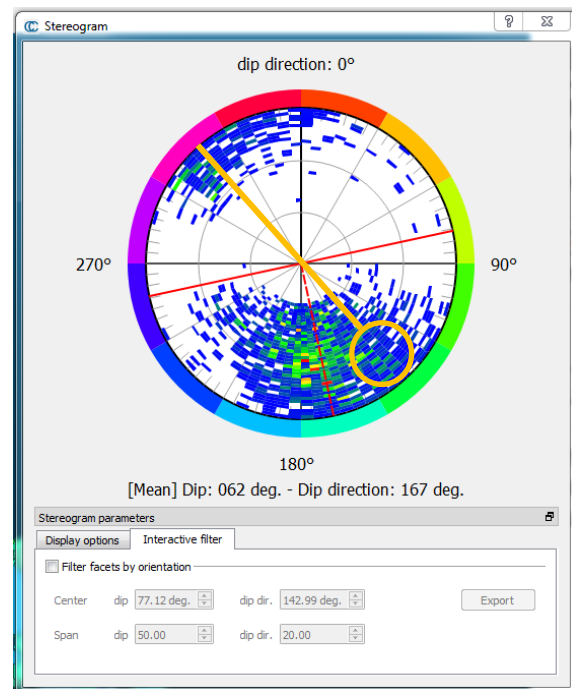 Stereogram
dip direction: 0°
270°
90°
180°
[Mean] Dip: 062 deg. - Dip direction: 167 deg.
Stereogram parameters
Display options Interactive filter
Filter facets by orientation
Center dip 77.12 deg. dip dir. 142.99 deg. Export
Span dip 50.00 dip dir. 20.00